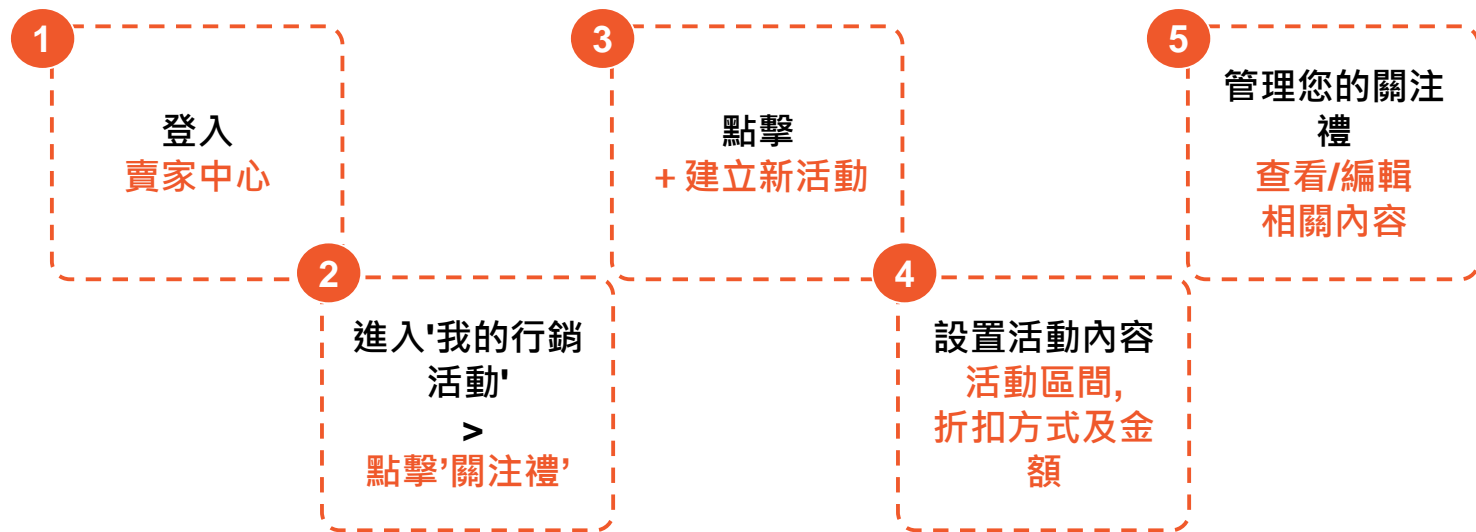 1
登入
賣家中心
2
進入'我的行銷
活動'
>
點擊’關注禮’
3
點擊
+ 建立新活動
4
設置活動內容
活動區間,
折扣方式及金
額
5
管理您的關注
禮
查看/編輯
相關內容